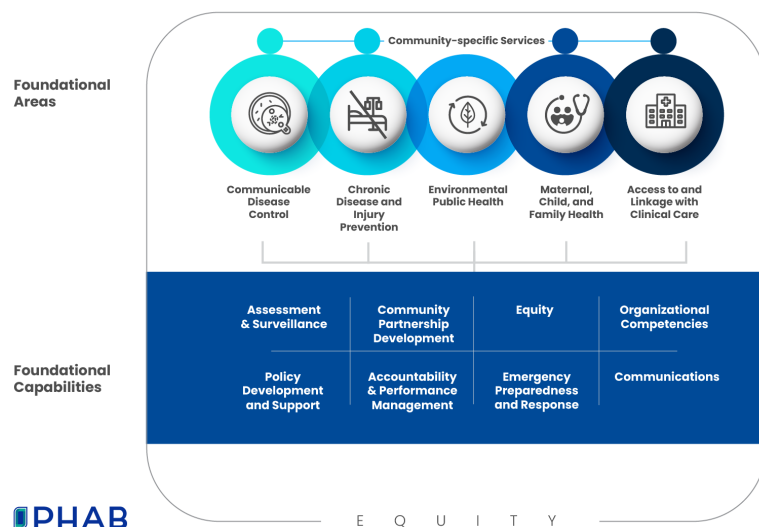 Community-specific Services
Foundational
Areas
Communicable
Disease
Control
Chronic
Disease and
Injury
Prevention
Environmental
Public Health
Maternal,
Child, and
Family Health
Access to and
Linkage with
Clinical Care
Foundational
Capabilities
Assessment
& Surveillance
Community
Partnership
Development
Equity
Organizational
Competencies
Policy
Development
and Support
Accountability
& Performance
Management
Emergency
Preparedness
and Response
Communications
PHAB
EQUITY